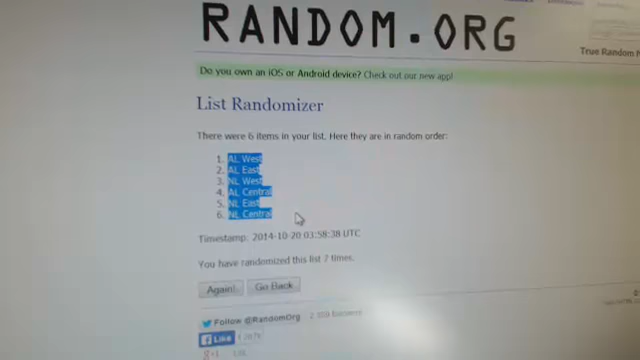 RANDOM.ORG
True Random
Do you own an iOS or Android device? Check out our new app!
List Randomizer
There were 6 items in your list. Here they are in random order:
1. AL West
2. AL East
3. NL West
4. AL Central
5. NL East
6. NL Central
Timestamp: 2014-10-20 03:58:38 UTC
You have randomized this list 7 times.
Again! Go Back
Follow @RandomOrg
Like